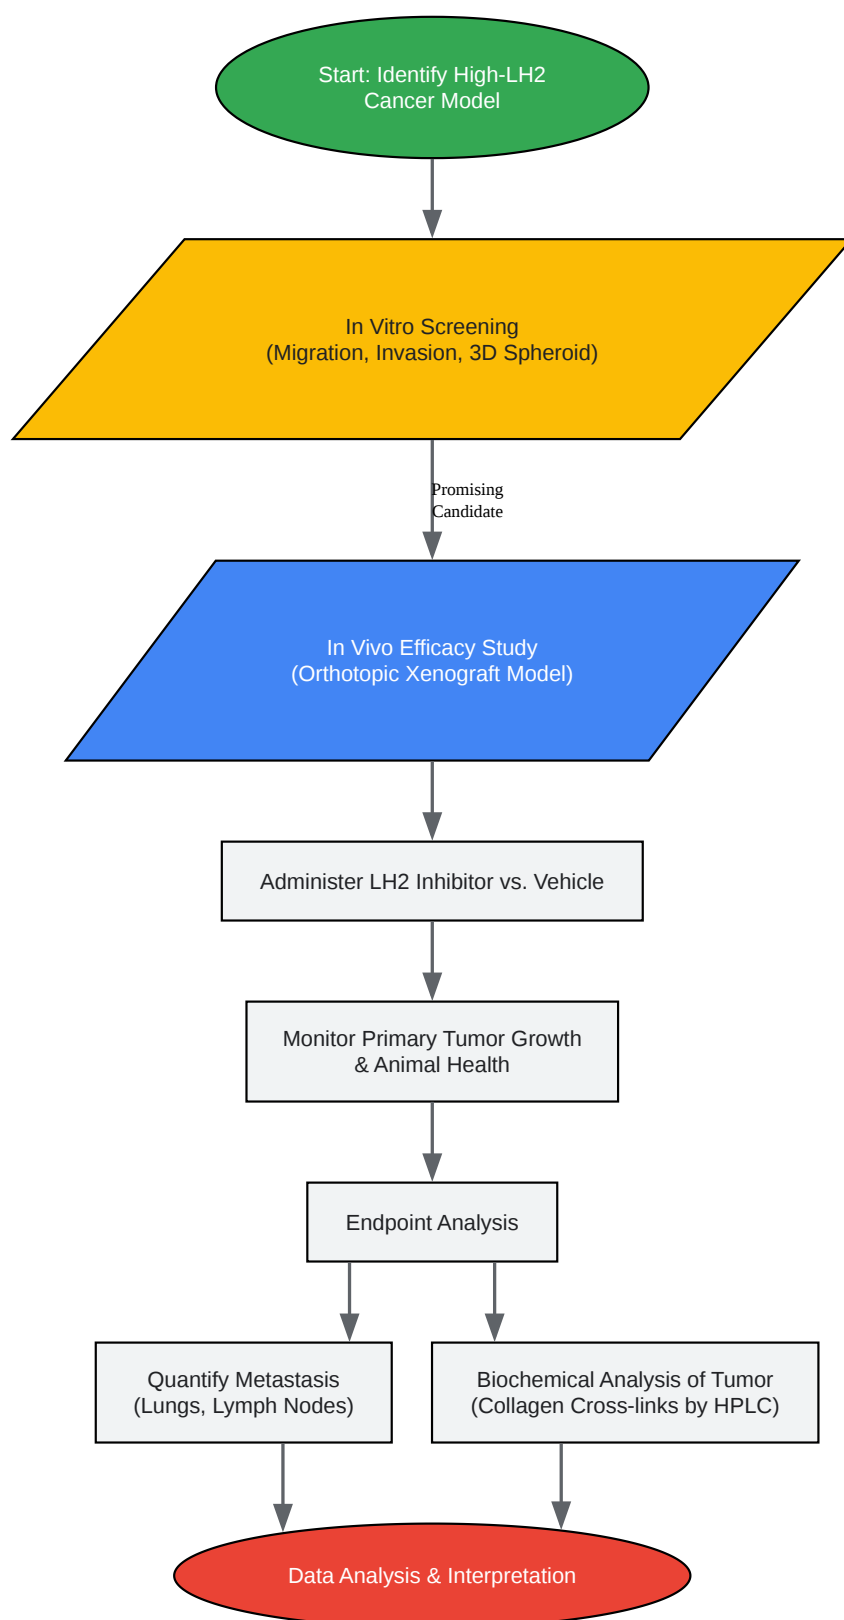 Start: Identify High-LH2
Cancer Model
In Vitro Screening
(Migration, Invasion, 3D Spheroid)
Promising
Candidate
In Vivo Efficacy Study
(Orthotopic Xenograft Model)
Administer LH2 Inhibitor vs. Vehicle
Monitor Primary Tumor Growth
& Animal Health
Endpoint Analysis
Quantify Metastasis
(Lungs, Lymph Nodes)
Biochemical Analysis of Tumor
(Collagen Cross-links by HPLC)
Data Analysis & Interpretation